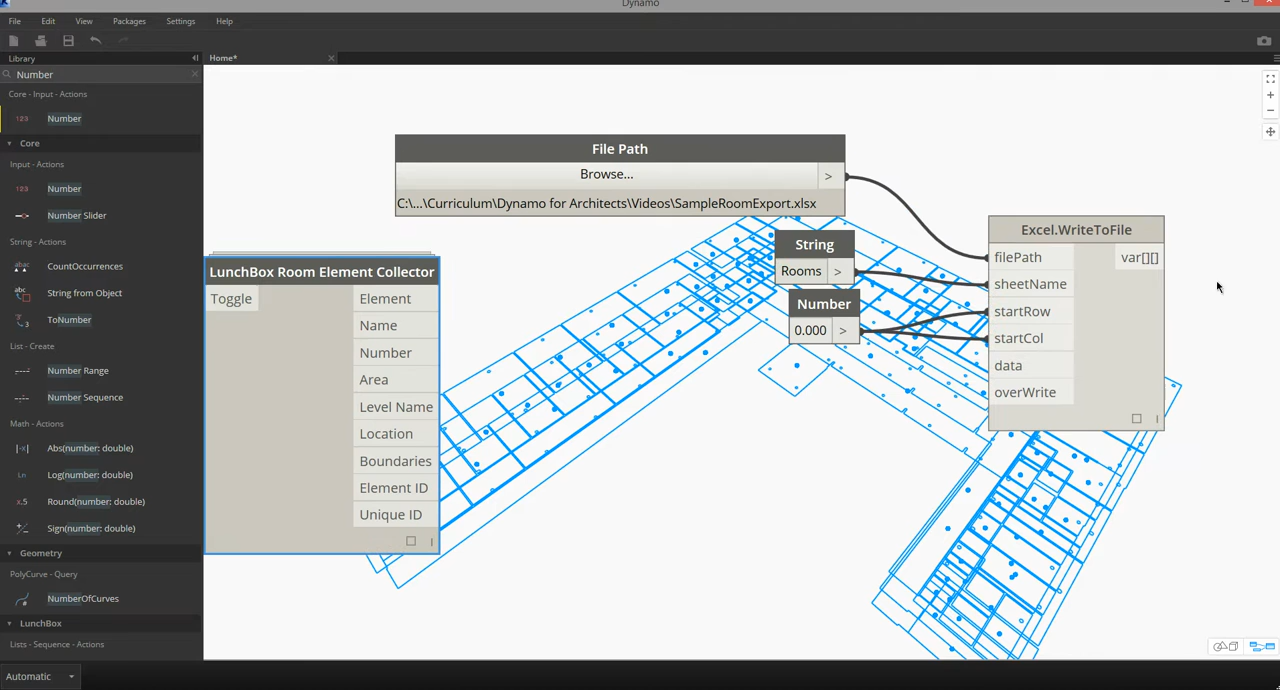 Dynamo
File Edit View Packages Settings Help
Library
Home*
Number
Core - Input - Actions
123 Number
Core
Input - Actions
123 Number
Number Slider
String - Actions
CountOccurrences
String from Object
ToNumber
List - Create
Number Range
Number Sequence
Math - Actions
Abs(number: double)
Log(number: double)
Round(number: double)
Sign(number: double)
Geometry
PolyCurve - Query
NumberOfCurves
LunchBox
Lists - Sequence - Actions
Automatic
File Path
Browse... >
C:\...\Curriculum\Dynamo for Architects\Videos\SampleRoomExport.xlsx
String
Rooms >
Number
0.000 >
LunchBox Room Element Collector
Toggle
Element
Name
Number
Area
Level Name
Location
Boundaries
Element ID
Unique ID
Excel.WriteToFile
filePath
var[][]
sheetName
startRow
startCol
data
overWrite